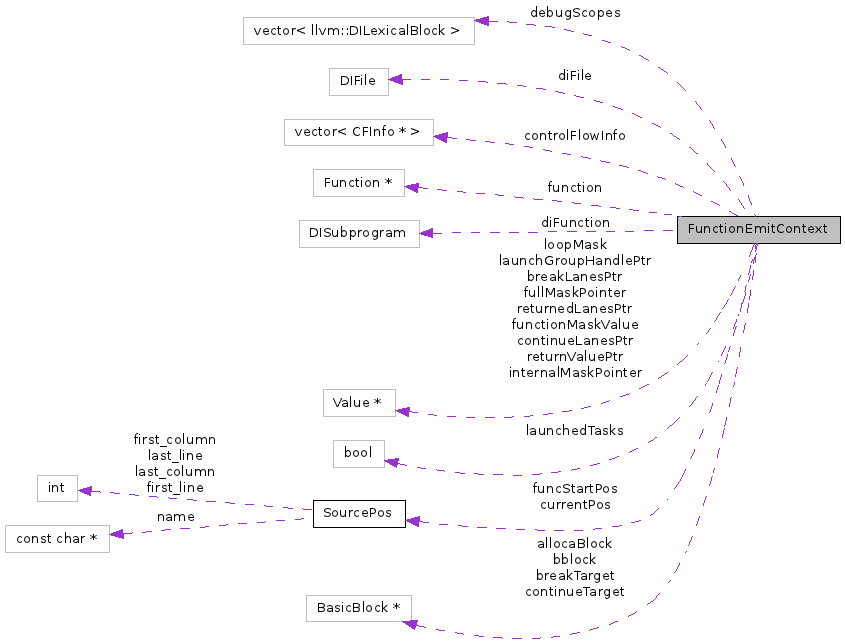 debugScopes
vector< llvm::DILexicalBlock >
diFile
DIFile
controlFlowInfo
vector< CFInfo * >
function
Function *
diFunction
FunctionEmitContext
DISubprogram
loopMask
launchGroupHandlePtr
breakLanesPtr
fullMaskPointer
returnedLanesPtr
functionMaskValue
continueLanesPtr
returnValuePtr
internalMaskPointer
Value *
launchedTasks
bool
first_column
last_line
last_column
first_line
int
funcStartPos
currentPos
name
SourcePos
const char *
allocaBlock
bblock
breakTarget
continueTarget
BasicBlock *